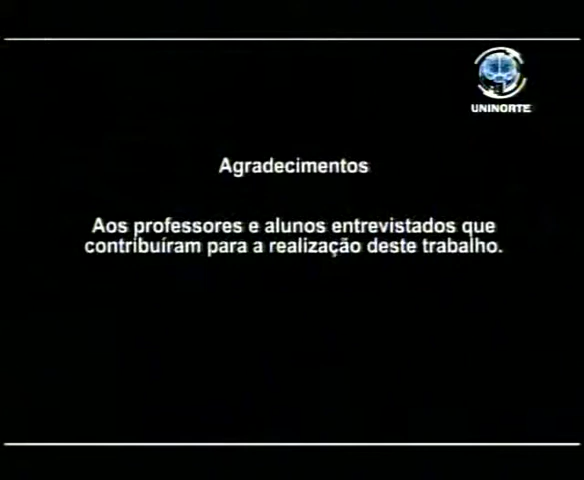 UNINORTE
Agradecimentos
Aos professores e alunos entrevistados que
contribuíram para a realização deste trabalho.